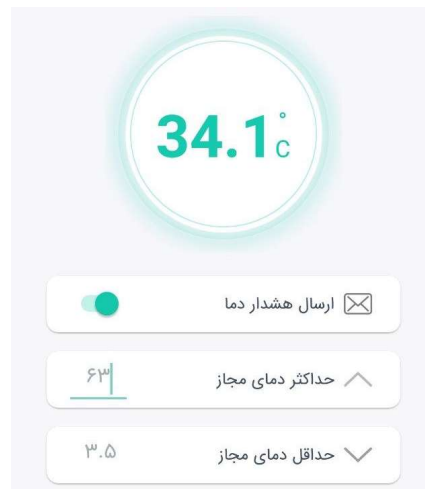 34.1°C
ارسال هشدار دما
حداکثر دمای مجاز ۶۳
حداقل دمای مجاز ۳.۵